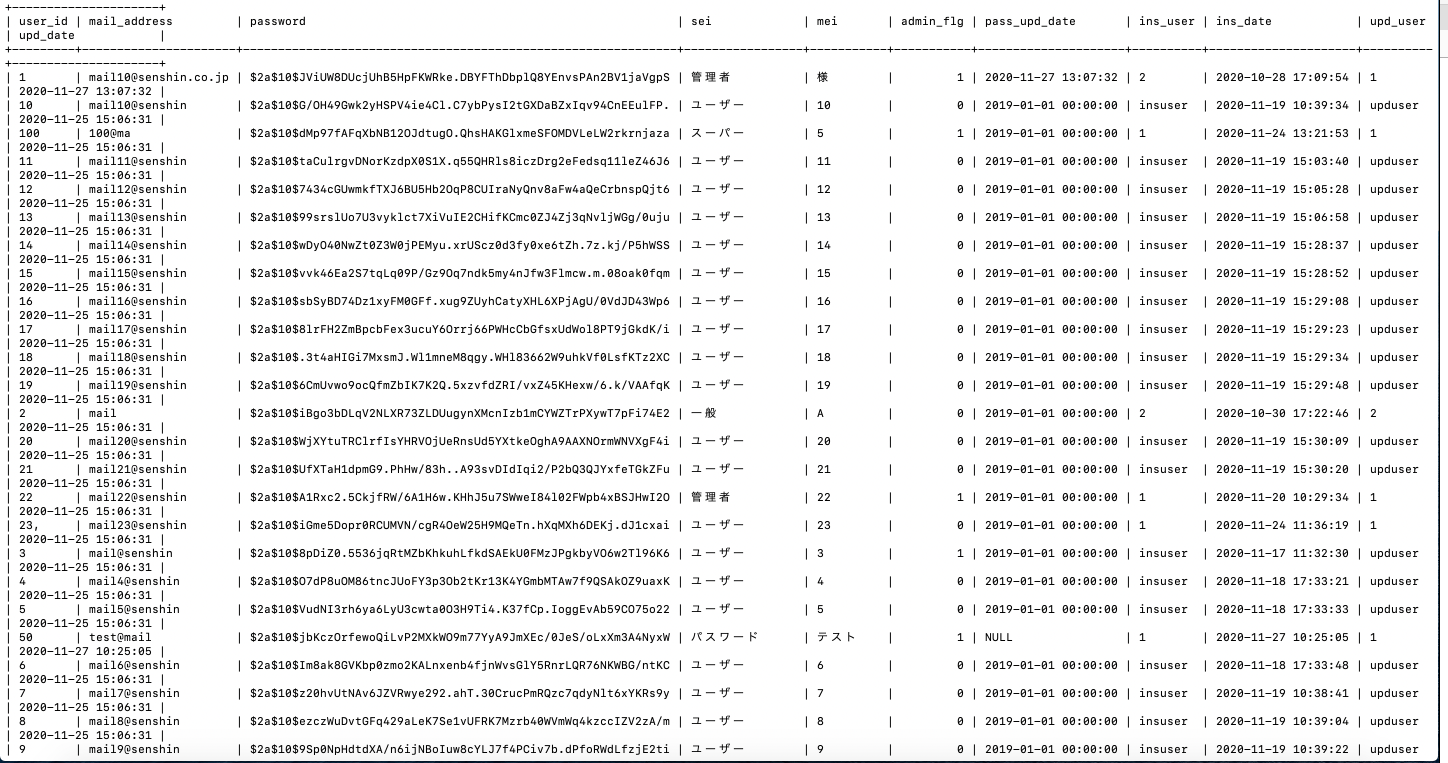 +----------------------+
| user_id | mail_address        | password                                                     | sei            | mei      | admin_flg | pass_upd_date       | ins_user | ins_date            | upd_user
| upd_date            |
+---------+---------------------+--------------------------------------------------------------+----------------+----------+-----------+---------------------+----------+---------------------+---------
+----------------------+
| 1       | mail10@senshin.co.jp | $2a$10$JViUW8DUcjUhB5HpFKWRke.DBYFThDbplQ8YEnvsPAn2BV1jaVgpS | 管理者 | 様 | 1 | 2020-11-27 13:07:32 | 2 | 2020-10-28 17:09:54 | 1
| 2020-11-27 13:07:32 |
| 10      | mail10@senshin | $2a$10$G/OH49Gwk2yHSPV4ie4Cl.C7ybPysI2tGXDaBZxIqv94CnEEulFP. | ユーザー | 10 | 0 | 2019-01-01 00:00:00 | insuser | 2020-11-19 10:39:34 | upduser
| 2020-11-25 15:06:31 |
| 100     | 100@ma | $2a$10$dMp97fAFqXbNB12OJdtugO.QhsHAKGlxmeSFOMDVLeLW2rkrnjaza | スーパー | 5 | 1 | 2019-01-01 00:00:00 | 1 | 2020-11-24 13:21:53 | 1
| 2020-11-25 15:06:31 |
| 11      | mail11@senshin | $2a$10$taCulrgvDNorKzdpX0S1X.q55QHRls8iczDrg2eFedsq11leZ46J6 | ユーザー | 11 | 0 | 2019-01-01 00:00:00 | insuser | 2020-11-19 15:03:40 | upduser
| 2020-11-25 15:06:31 |
| 12      | mail12@senshin | $2a$10$7434cGUwmkfTXJ6BU5Hb2OqP8CUIraNyQnv8aFw4aQeCrbnspQjt6 | ユーザー | 12 | 0 | 2019-01-01 00:00:00 | insuser | 2020-11-19 15:05:28 | upduser
| 2020-11-25 15:06:31 |
| 13      | mail13@senshin | $2a$10$99srslUo7U3vyklct7XiVuIE2CHifKCmc0ZJ4Zj3qNvljWGg/0uju | ユーザー | 13 | 0 | 2019-01-01 00:00:00 | insuser | 2020-11-19 15:06:58 | upduser
| 2020-11-25 15:06:31 |
| 14      | mail14@senshin | $2a$10$wDyO40NwZt0Z3W0jPEMyu.xrUScz0d3fy0xe6tZh.7z.kj/P5hWSS | ユーザー | 14 | 0 | 2019-01-01 00:00:00 | insuser | 2020-11-19 15:28:37 | upduser
| 2020-11-25 15:06:31 |
| 15      | mail15@senshin | $2a$10$vvk46Ea2S7tqLq09P/Gz9Oq7ndk5my4nJfw3Flmcw.m.08oak0fqm | ユーザー | 15 | 0 | 2019-01-01 00:00:00 | insuser | 2020-11-19 15:28:52 | upduser
| 2020-11-25 15:06:31 |
| 16      | mail16@senshin | $2a$10$sbSyBD74Dz1xyFM0GFf.xug9ZUyhCatyXHL6XPjAgU/0VdJD43Wp6 | ユーザー | 16 | 0 | 2019-01-01 00:00:00 | insuser | 2020-11-19 15:29:08 | upduser
| 2020-11-25 15:06:31 |
| 17      | mail17@senshin | $2a$10$8lrFH2ZmBpcbFex3ucuY6Orrj66PWHcCbGfsxUdWol8PT9jGkdK/i | ユーザー | 17 | 0 | 2019-01-01 00:00:00 | insuser | 2020-11-19 15:29:23 | upduser
| 2020-11-25 15:06:31 |
| 18      | mail18@senshin | $2a$10$.3t4aHIGi7MxsmJ.Wl1mneM8qgy.WHl83662W9uhkVf0LsfKTz2XC | ユーザー | 18 | 0 | 2019-01-01 00:00:00 | insuser | 2020-11-19 15:29:34 | upduser
| 2020-11-25 15:06:31 |
| 19      | mail19@senshin | $2a$10$6CmUvwo9ocQfmZbIK7K2Q.5xzvfdZRI/vxZ45KHexw/6.k/VAAfqK | ユーザー | 19 | 0 | 2019-01-01 00:00:00 | insuser | 2020-11-19 15:29:48 | upduser
| 2020-11-25 15:06:31 |
| 2       | mail | $2a$10$iBgo3bDLqV2NLXR73ZLDUugynXMcnIzb1mCYWZTrPXywT7pFi74E2 | 一般 | A | 0 | 2019-01-01 00:00:00 | 2 | 2020-10-30 17:22:46 | 2
| 2020-11-25 15:06:31 |
| 20      | mail20@senshin | $2a$10$WjXYtuTRClrfIsYHRVOjUeRnsUd5YXtkeOghA9AAXNOrmWNVXgF4i | ユーザー | 20 | 0 | 2019-01-01 00:00:00 | insuser | 2020-11-19 15:30:09 | upduser
| 2020-11-25 15:06:31 |
| 21      | mail21@senshin | $2a$10$UfXTaH1dpmG9.PhHw/83h..A93svDIdIqi2/P2bQ3QJYxfeTGkZFu | ユーザー | 21 | 0 | 2019-01-01 00:00:00 | insuser | 2020-11-19 15:30:20 | upduser
| 2020-11-25 15:06:31 |
| 22      | mail22@senshin | $2a$10$A1Rxc2.5CkjfRW/6A1H6w.KHhJ5u7SWweI84l02FWpb4xBSJHwI2O | 管理者 | 22 | 1 | 2019-01-01 00:00:00 | 1 | 2020-11-20 10:29:34 | 1
| 2020-11-25 15:06:31 |
| 23,     | mail23@senshin | $2a$10$iGme5Dopr0RCUMVN/cgR4OeW25H9MQeTn.hXqMXh6DEKj.dJ1cxai | ユーザー | 23 | 0 | 2019-01-01 00:00:00 | 1 | 2020-11-24 11:36:19 | 1
| 2020-11-25 15:06:31 |
| 3       | mail@senshin | $2a$10$8pDiZ0.5536jqRtMZbKhkuhLfkdSAEkU0FMzJPgkbyVO6w2Tl96K6 | ユーザー | 3 | 1 | 2019-01-01 00:00:00 | insuser | 2020-11-17 11:32:30 | upduser
| 2020-11-25 15:06:31 |
| 4       | mail4@senshin | $2a$10$O7dP8uOM86tncJUoFY3p3Ob2tKr13K4YGmbMTAw7f9QSAkOZ9uaxK | ユーザー | 4 | 0 | 2019-01-01 00:00:00 | insuser | 2020-11-18 17:33:21 | upduser
| 2020-11-25 15:06:31 |
| 5       | mail5@senshin | $2a$10$VudNI3rh6ya6LyU3cwta0O3H9Ti4.K37fCp.IoggEvAb59CO75o22 | ユーザー | 5 | 0 | 2019-01-01 00:00:00 | insuser | 2020-11-18 17:33:33 | upduser
| 2020-11-25 15:06:31 |
| 50      | test@mail | $2a$10$jbKczOrfewoQiLvP2MXkWO9m77YyA9JmXEc/0JeS/oLxXm3A4NyxW | パスワード | テスト | 1 | NULL | 1 | 2020-11-27 10:25:05 | 1
| 2020-11-27 10:25:05 |
| 6       | mail6@senshin | $2a$10$Im8ak8GVKbp0zmo2KALnxenb4fjnWvsGlY5RnrLQR76NKWBG/ntKC | ユーザー | 6 | 0 | 2019-01-01 00:00:00 | insuser | 2020-11-18 17:33:48 | upduser
| 2020-11-25 15:06:31 |
| 7       | mail7@senshin | $2a$10$z20hvUtNAv6JZVRwye292.ahT.30CrucPmRQzc7qdyNlt6xYKRs9y | ユーザー | 7 | 0 | 2019-01-01 00:00:00 | insuser | 2020-11-19 10:38:41 | upduser
| 2020-11-25 15:06:31 |
| 8       | mail8@senshin | $2a$10$ezczWuDvtGFq429aLeK7Se1vUFRK7Mzrb40WVmWq4kzccIZV2zA/m | ユーザー | 8 | 0 | 2019-01-01 00:00:00 | insuser | 2020-11-19 10:39:04 | upduser
| 2020-11-25 15:06:31 |
| 9       | mail9@senshin | $2a$10$9Sp0NpHdtdXA/n6ijNBoIuw8cYLJ7f4PCiv7b.dPfoRWdLfzjE2ti | ユーザー | 9 | 0 | 2019-01-01 00:00:00 | insuser | 2020-11-19 10:39:22 | upduser